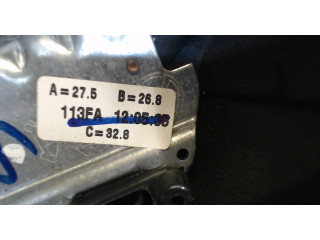 A = 27.5 B = 26.8
113FA
C = 32.8